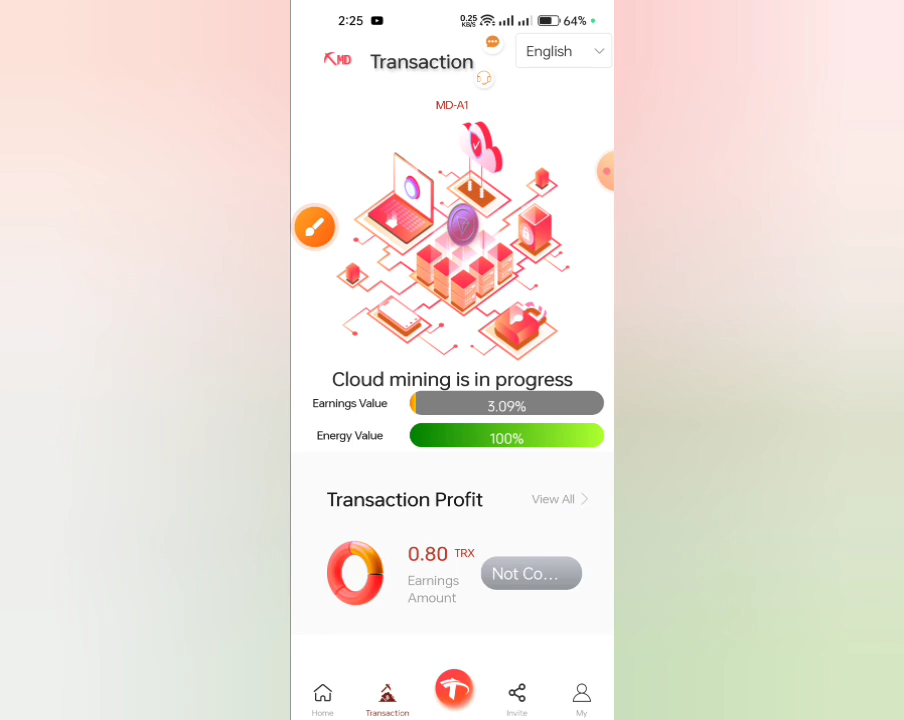 2:25
0.25
KB/S
64%
MD
Transaction
English
MD-A1
Cloud mining is in progress
Earnings Value
3.09%
Energy Value
100%
Transaction Profit
View All
0.80 TRX
Earnings
Amount
Not Co...
Home
Transaction
Invite
My